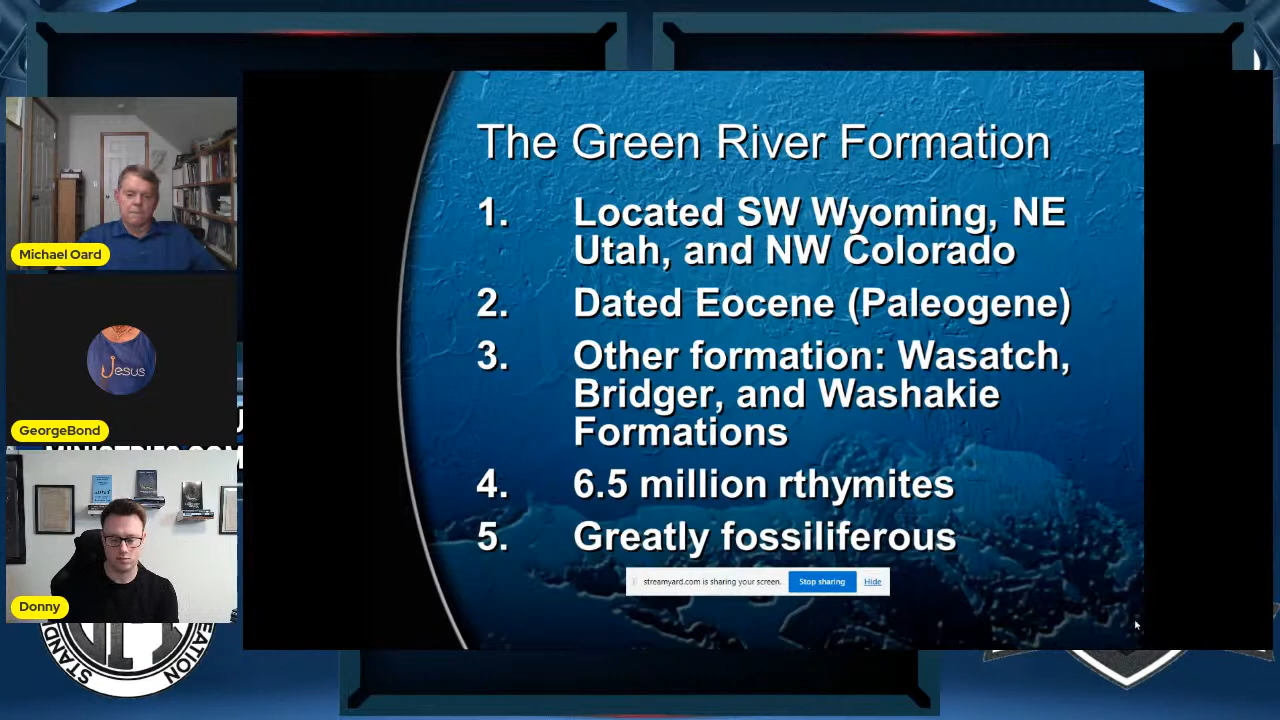 The Green River Formation
1. Located SW Wyoming, NE
Utah, and NW Colorado
2. Dated Eocene (Paleogene)
3. Other formation: Wasatch,
Bridger, and Washakie
Formations
4. 6.5 million rthymites
5. Greatly fossiliferous
streamyard.com is sharing your screen. Stop sharing Hide
Michael Oard
Jesus
GeorgeBond
Donny